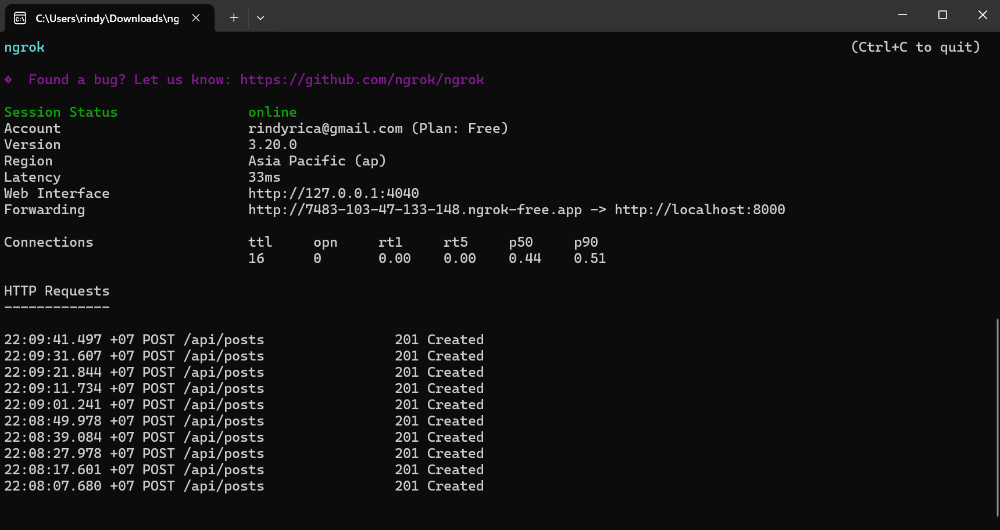 C:\Users\rindy\Downloads\ng
ngrok (Ctrl+C to quit)
� Found a bug? Let us know: https://github.com/ngrok/ngrok
Session Status online
Account rindyrica@gmail.com (Plan: Free)
Version 3.20.0
Region Asia Pacific (ap)
Latency 33ms
Web Interface http://127.0.0.1:4040
Forwarding http://7483-103-47-133-148.ngrok-free.app -> http://localhost:8000
Connections ttl opn rt1 rt5 p50 p90
16 0 0.00 0.00 0.44 0.51
HTTP Requests
-------------
22:09:41.497 +07 POST /api/posts 201 Created
22:09:31.607 +07 POST /api/posts 201 Created
22:09:21.844 +07 POST /api/posts 201 Created
22:09:11.734 +07 POST /api/posts 201 Created
22:09:01.241 +07 POST /api/posts 201 Created
22:08:49.978 +07 POST /api/posts 201 Created
22:08:39.084 +07 POST /api/posts 201 Created
22:08:27.978 +07 POST /api/posts 201 Created
22:08:17.601 +07 POST /api/posts 201 Created
22:08:07.680 +07 POST /api/posts 201 Created